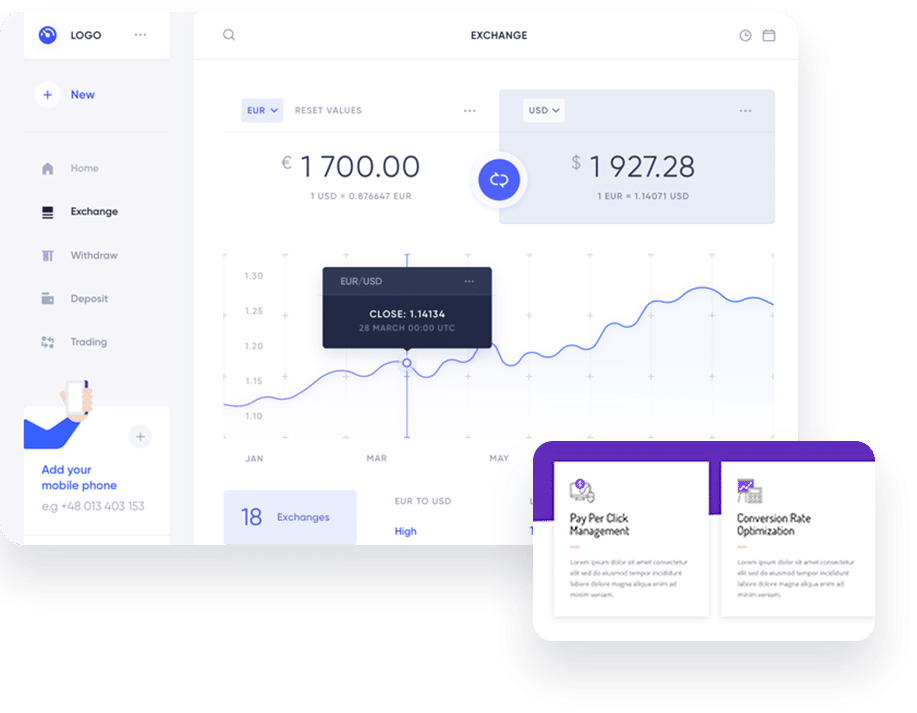 LOGO
New
Home
Exchange
Withdraw
Deposit
Trading
Add your
mobile phone
e.g +48 013 403 153
EXCHANGE
EUR
RESET VALUES
€ 1 700.00
1 USD = 0.876647 EUR
USD
$ 1 927.28
1 EUR = 1.14071 USD
1.30
1.25
1.20
1.15
1.10
EUR/USD
CLOSE: 1.14134
28 MARCH 00:00 UTC
JAN
MAR
MAY
18 Exchanges
EUR TO USD
High
Pay Per Click
Management
Lorem ipsum dolor sit amet consectetur
elit sed do eiusmod tempor incididunt
labore dolore magna aliqua enim ad
minim veniam.
Conversion Rate
Optimization
Lorem ipsum dolor sit amet consectetur
elit sed do eiusmod tempor incididunt
labore dolore magna aliqua enim ad
minim veniam.